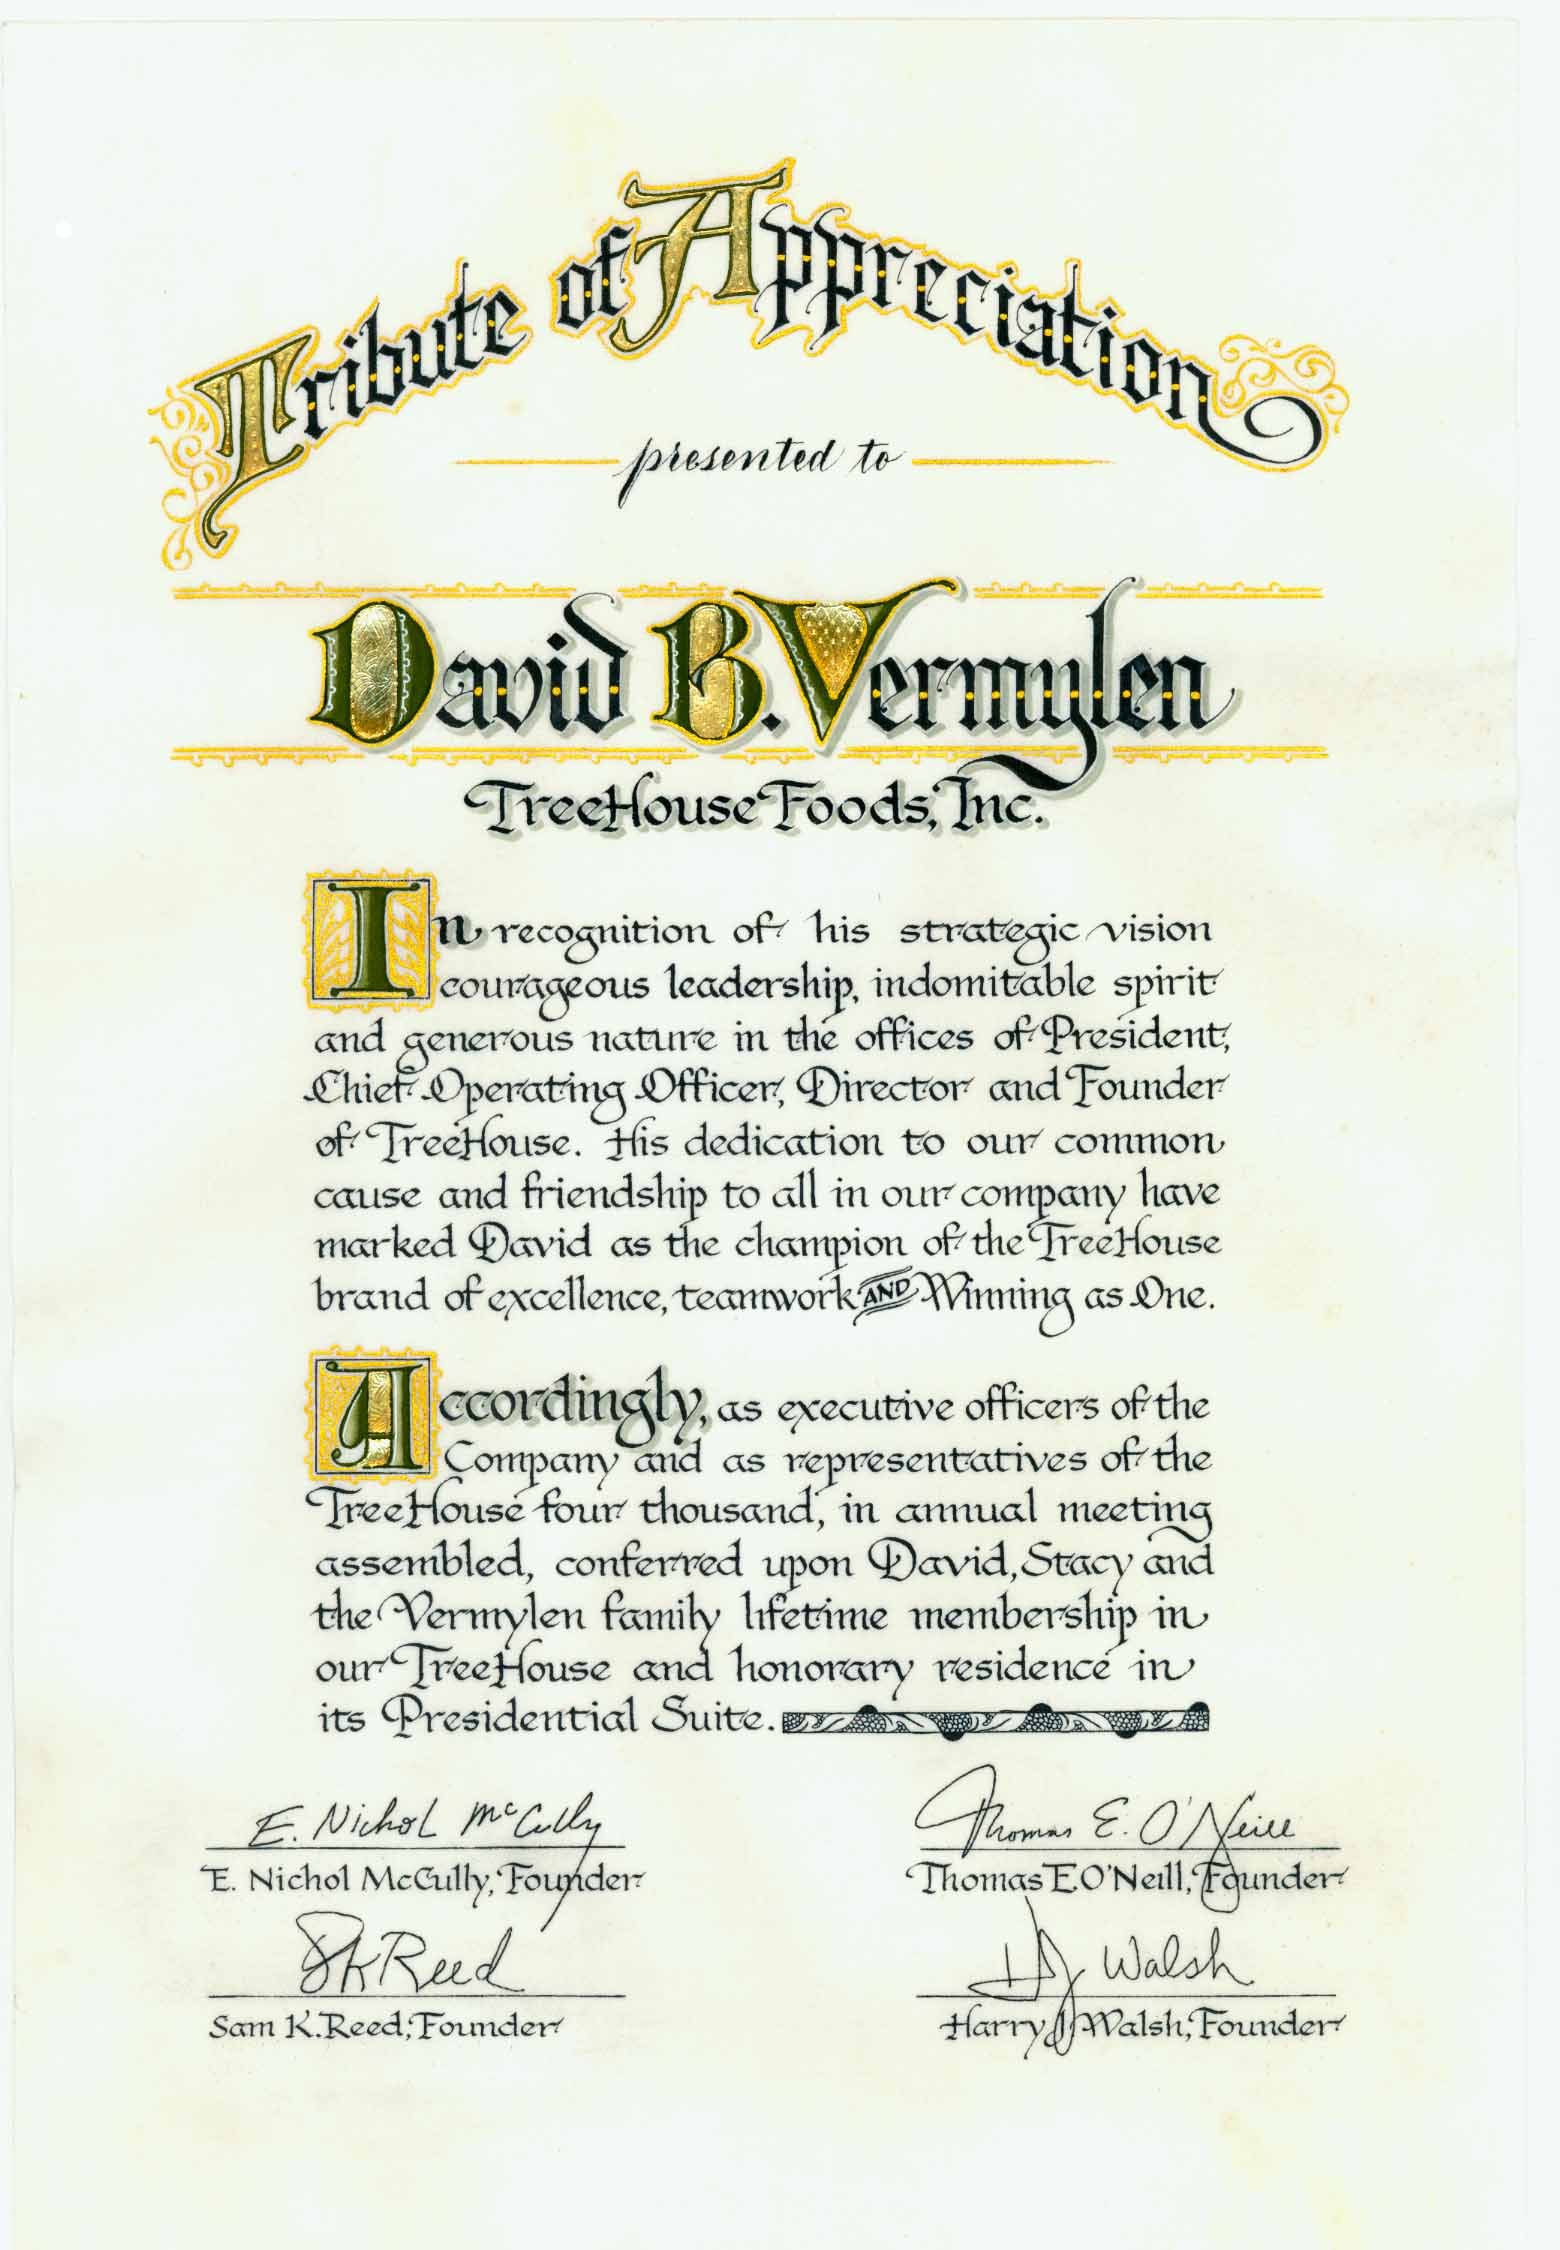 Tribute of Appreciation
presented to
David B. Vermylen
TreeHouse Foods, Inc.
In recognition of his strategic vision
courageous leadership, indomitable spirit
and generous nature in the offices of President,
Chief Operating Officer, Director and Founder
of TreeHouse. His dedication to our common
cause and friendship to all in our company have
marked David as the champion of the TreeHouse
brand of excellence, teamwork AND Winning as One.
Accordingly, as executive officers of the
Company and as representatives of the
TreeHouse four thousand, in annual meeting
assembled, conferred upon David, Stacy and
the Vermylen family lifetime membership in
our TreeHouse and honorary residence in
its Presidential Suite.
E. Nichol McCully
E. Nichol McCully, Founder
Thomas E. O'Neill
Thomas E. O'Neill, Founder
SK Reed
Sam K. Reed, Founder
HJ Walsh
Harry J. Walsh, Founder